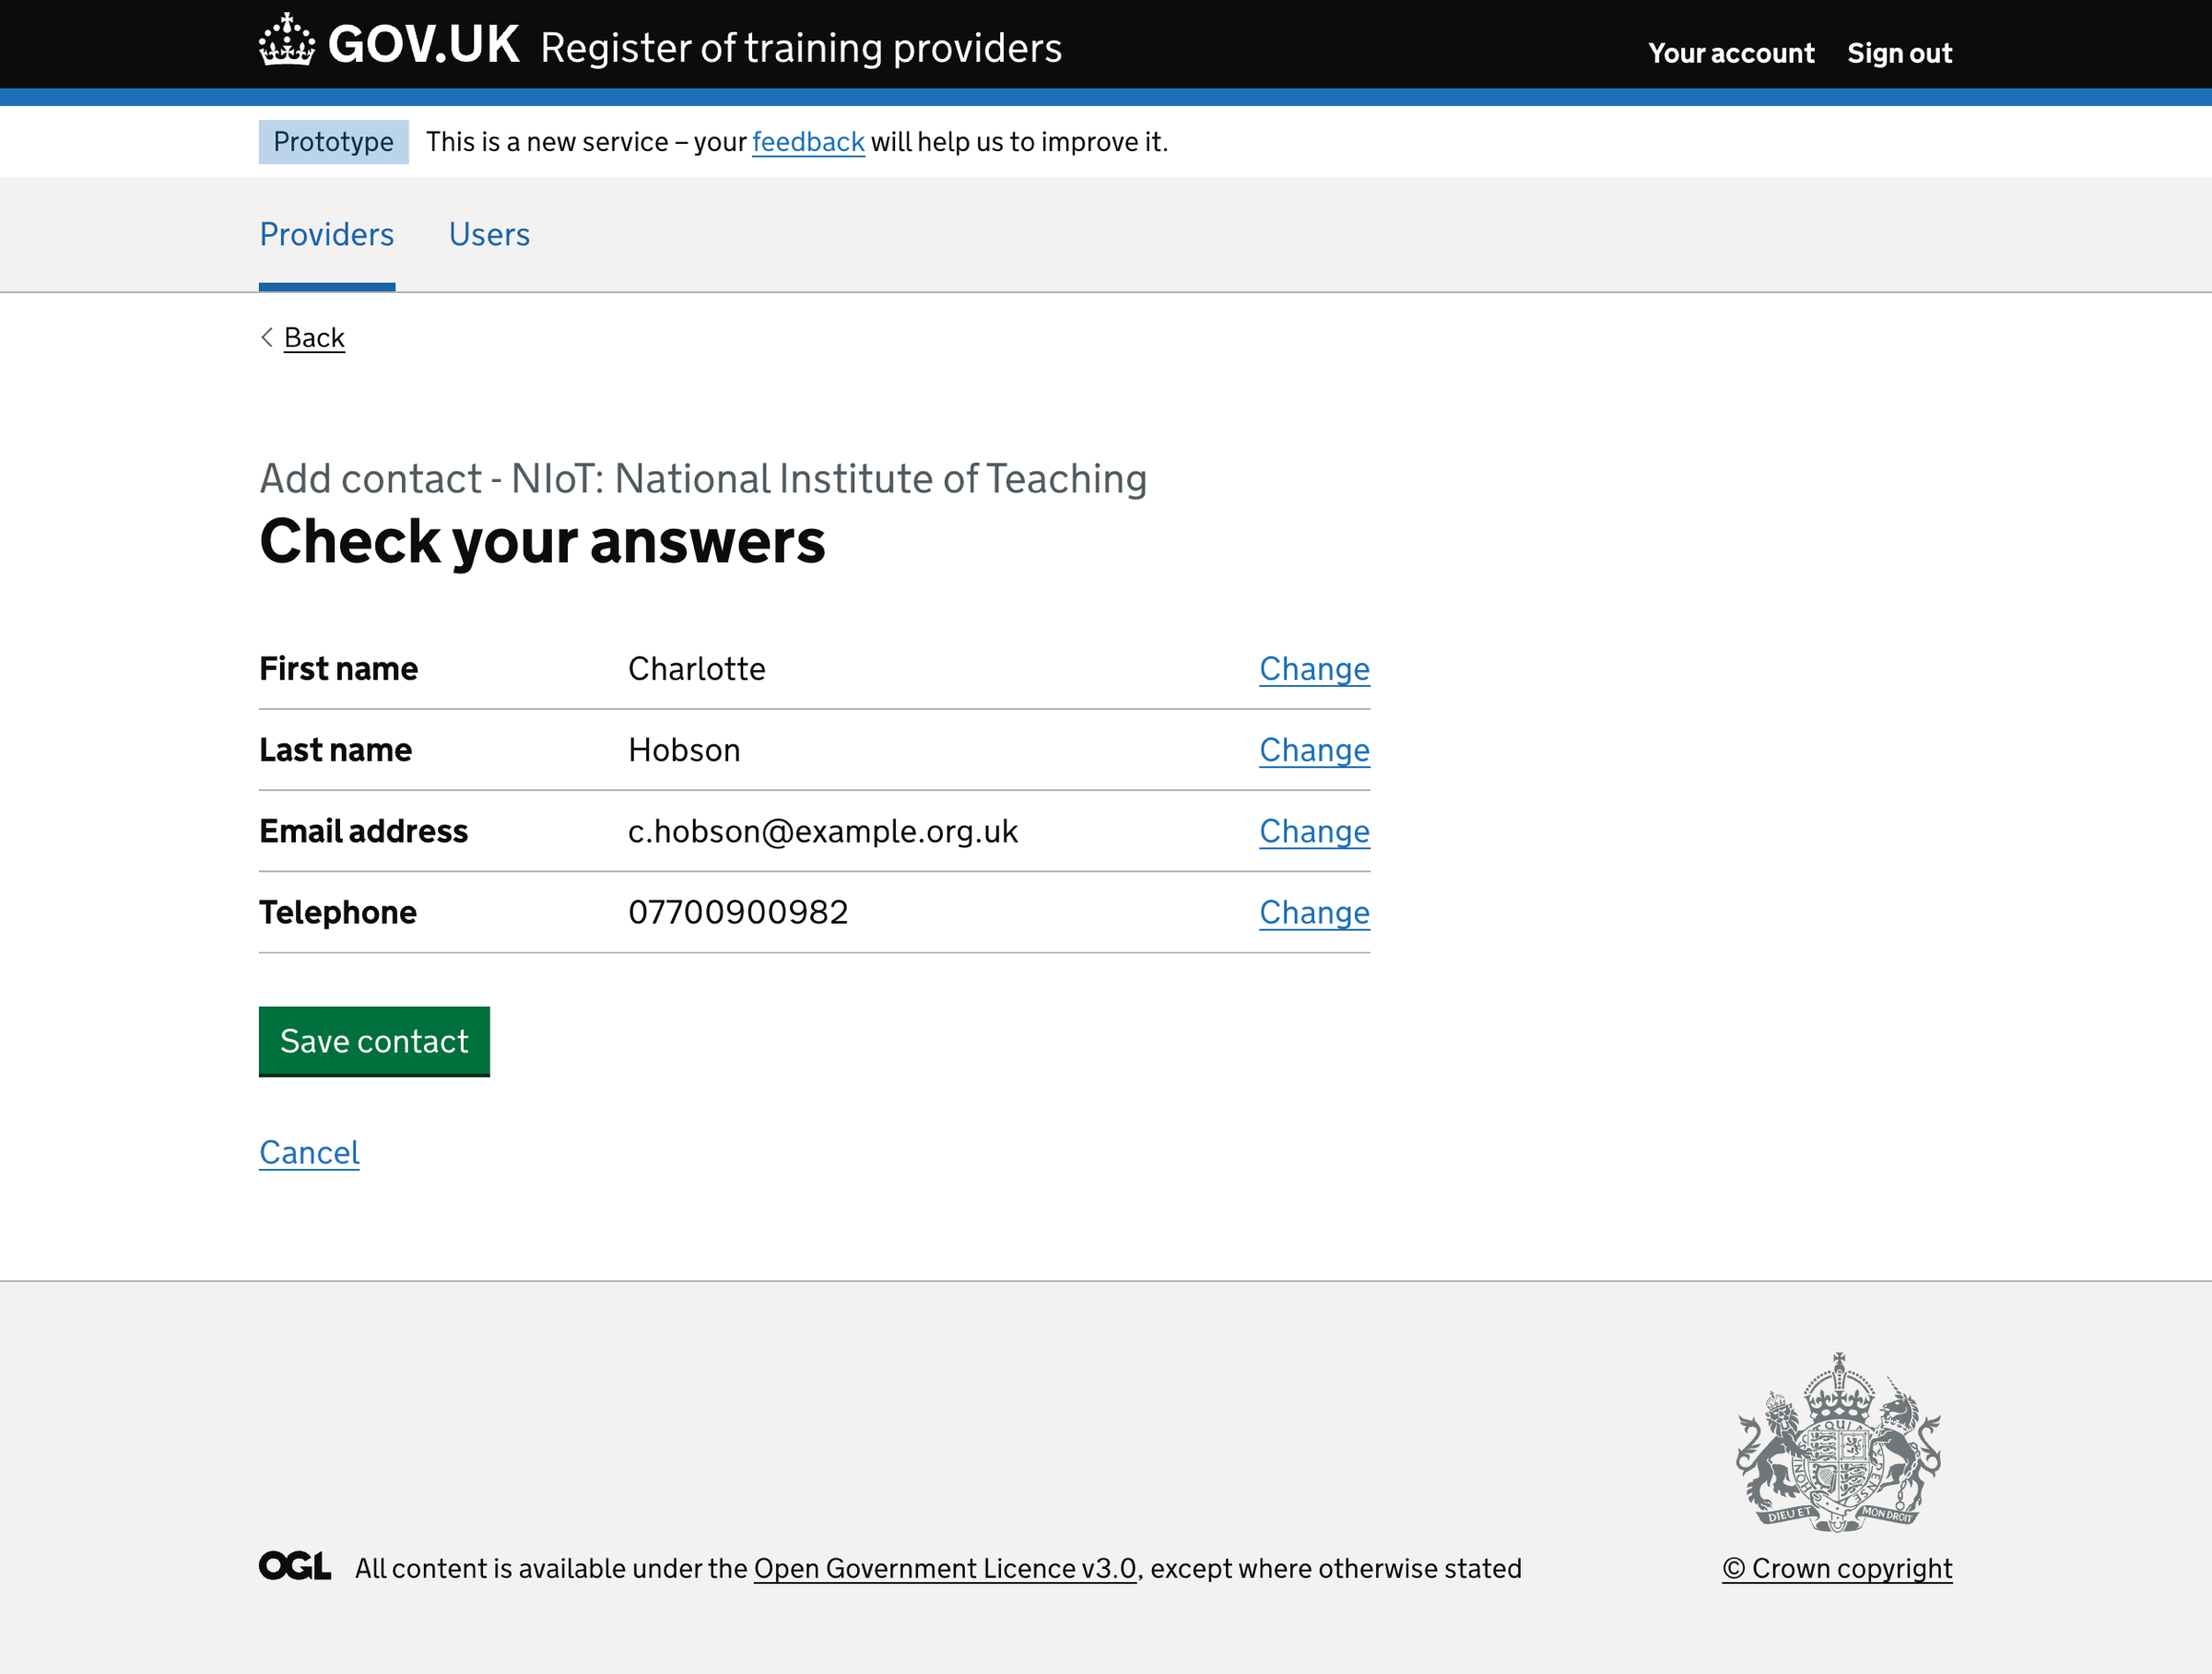 GOV.UK Register of training providers Your account Sign out
Prototype This is a new service – your feedback will help us to improve it.
Providers Users
Back
Add contact - NIoT: National Institute of Teaching
Check your answers
First name Charlotte Change
Last name Hobson Change
Email address c.hobson@example.org.uk Change
Telephone 07700900982 Change
Save contact
Cancel
DIEU ET MON DROIT
OGL All content is available under the Open Government Licence v3.0, except where otherwise stated © Crown copyright